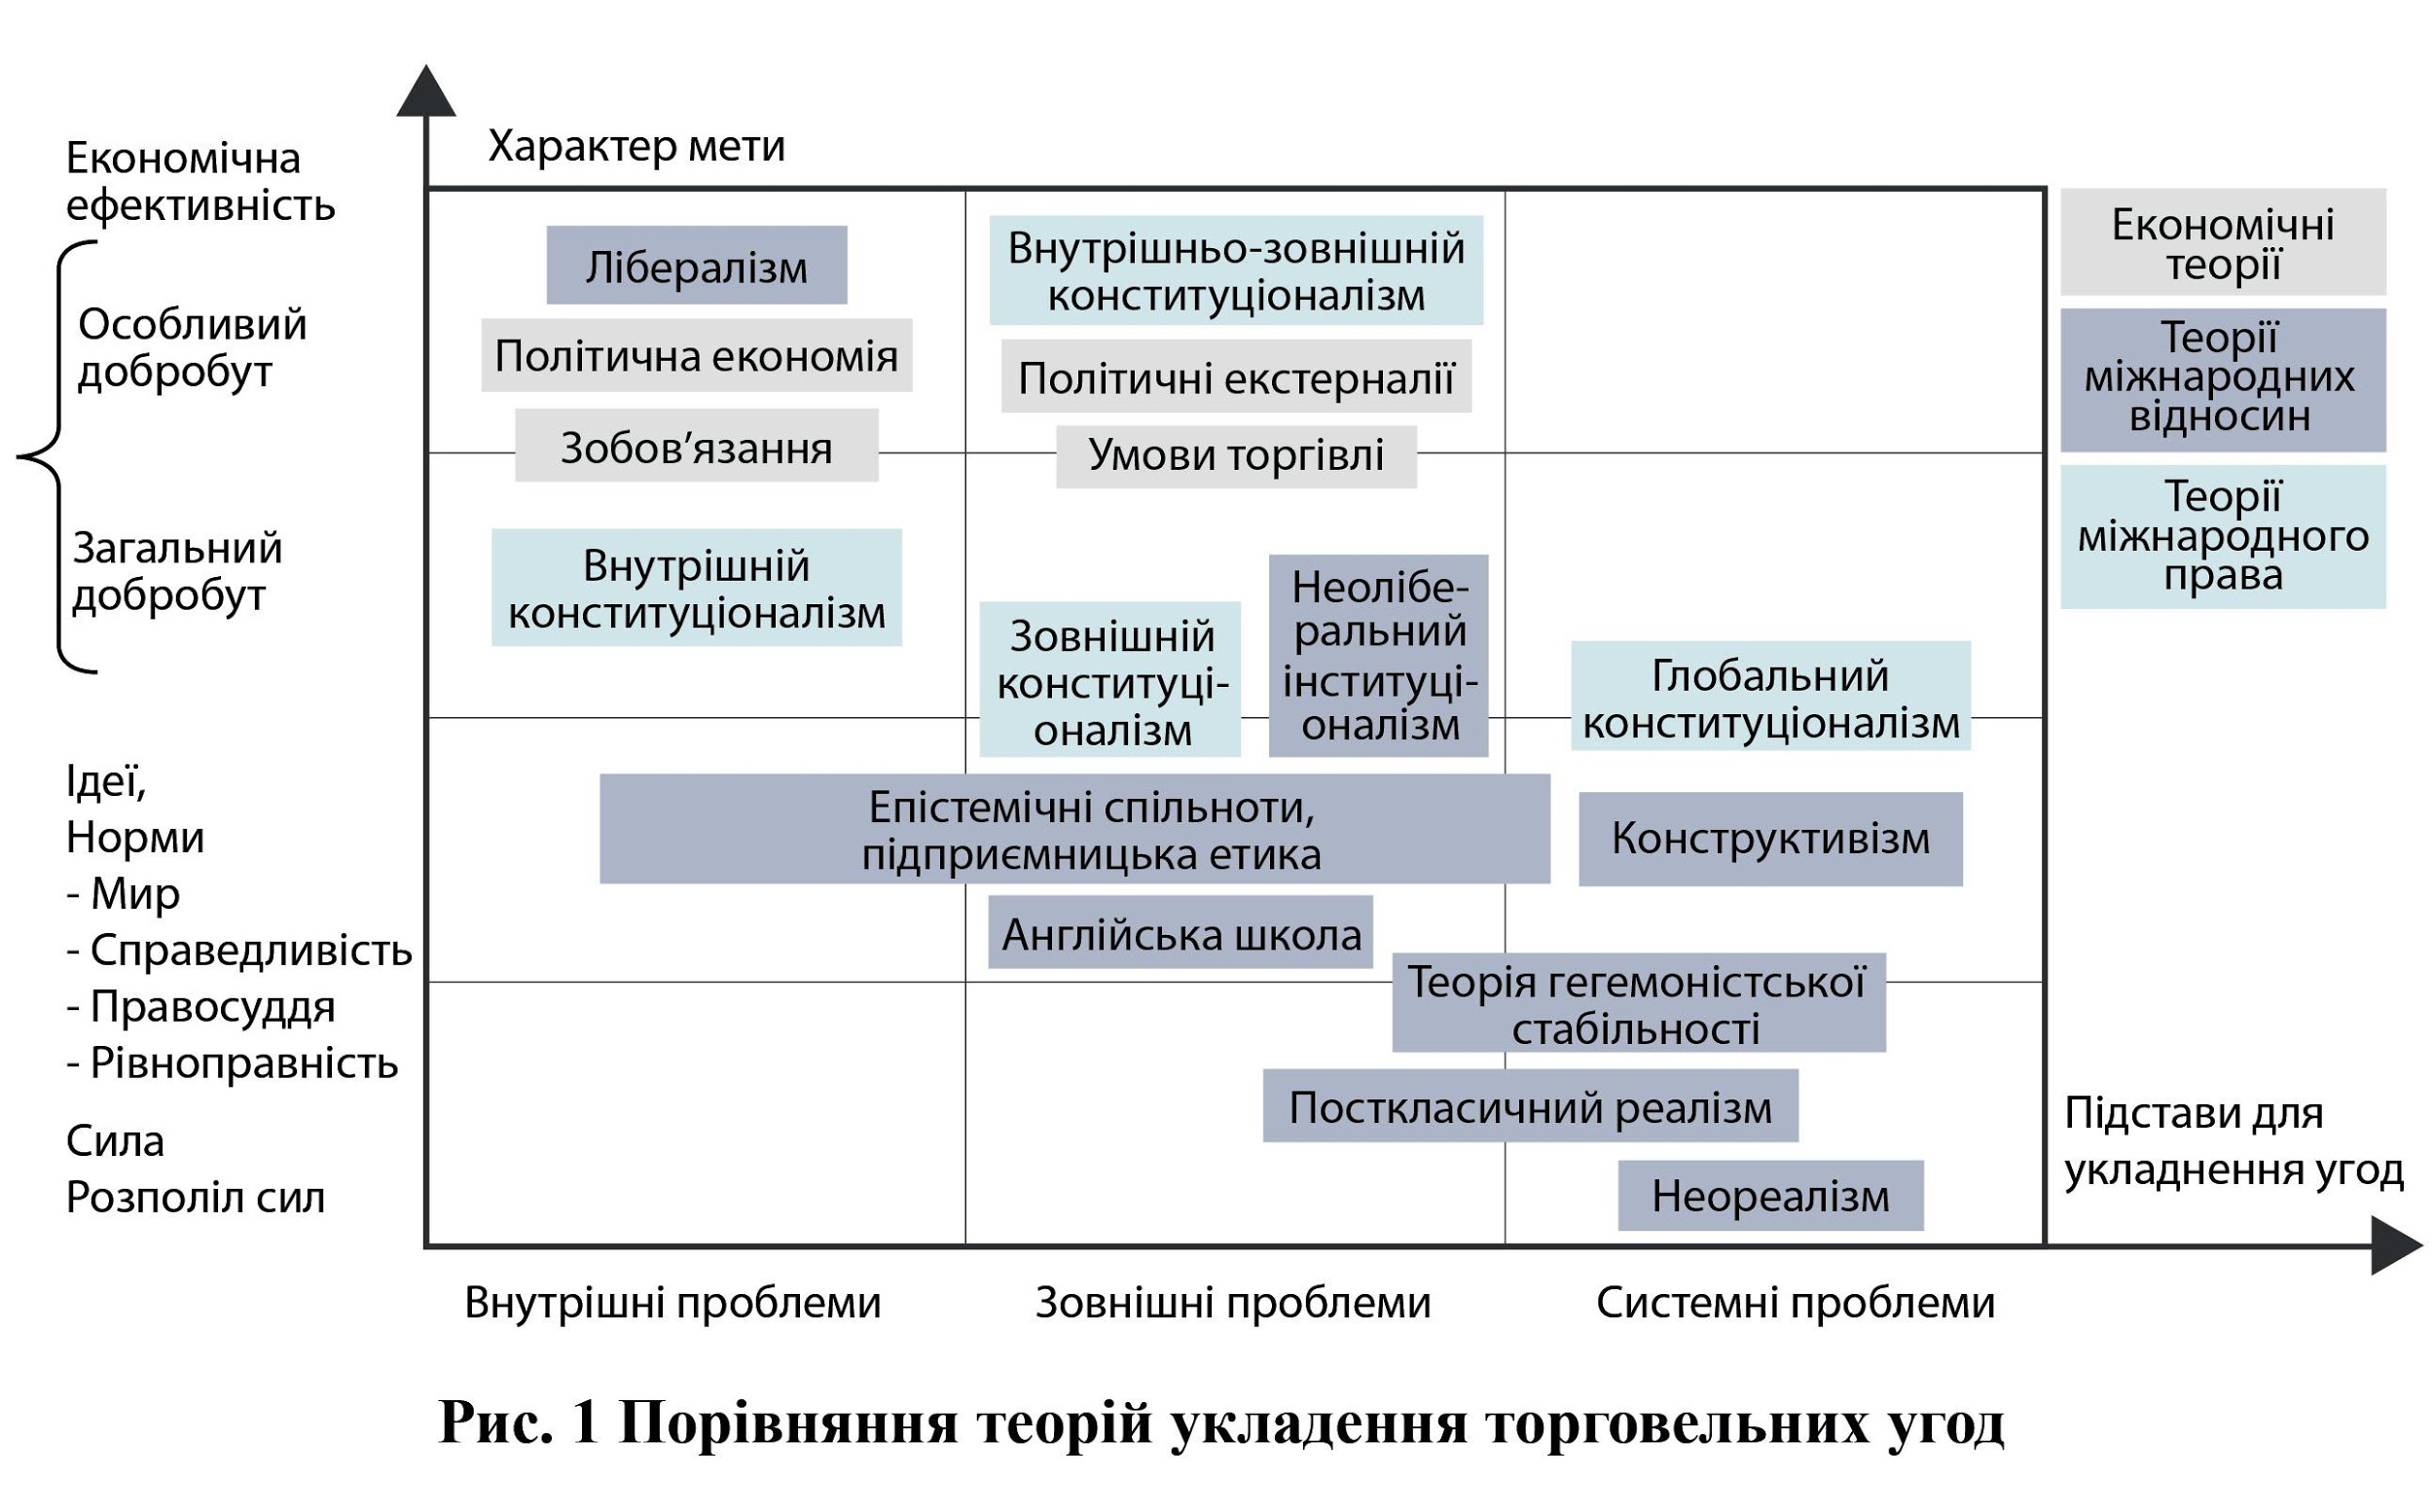 Характер мети
Економічна
ефективність
Особливий
добробут
Загальний
добробут
Ідеї,
Норми
- Мир
- Справедливість
- Правосуддя
- Рівноправність
Сила
Розподіл сил
Лібералізм
Політична економія
Зобов’язання
Внутрішньо-зовнішній
конституціоналізм
Політичні екстерналії
Умови торгівлі
Внутрішній
конституціоналізм
Зовнішній
конституці-
оналізм
Неолібе-
ральний
інституці-
оналізм
Глобальний
конституціоналізм
Епістемічні спільноти,
підприємницька етика
Конструктивізм
Англійська школа
Теорія гегемоністської
стабільності
Посткласичний реалізм
Неореалізм
Економічні
теорії
Теорії
міжнародних
відносин
Теорії
міжнародного
права
Підстави для
укладнення угод
Внутрішні проблеми
Зовнішні проблеми
Системні проблеми
Рис. 1 Порівняння теорій укладення торговельних угод